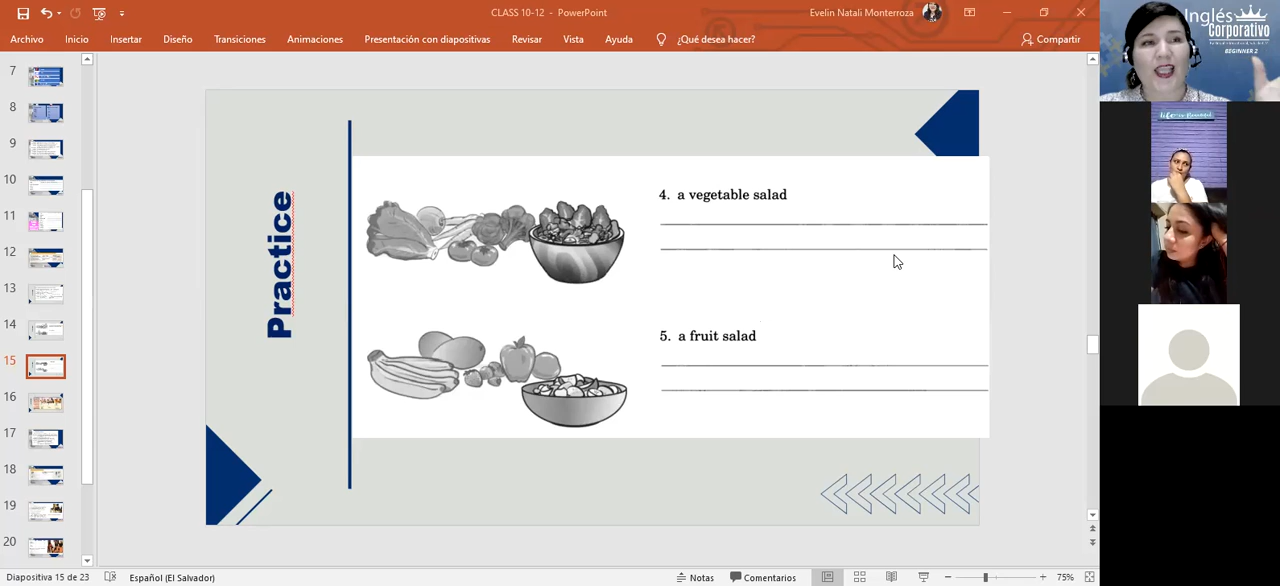 CLASS 10-12 - PowerPoint
Evelin Natali Monterroza
Archivo Inicio Insertar Diseño Transiciones Animaciones Presentación con diapositivas Revisar Vista Ayuda ¿Qué desea hacer? Compartir
Inglés
Corporativo
BEGINNER 2
7
8
9
10
11
12
13
14
15
16
17
18
19
20
Practice
4. a vegetable salad
5. a fruit salad
Diapositiva 15 de 23 Español (El Salvador) Notas Comentarios 75%